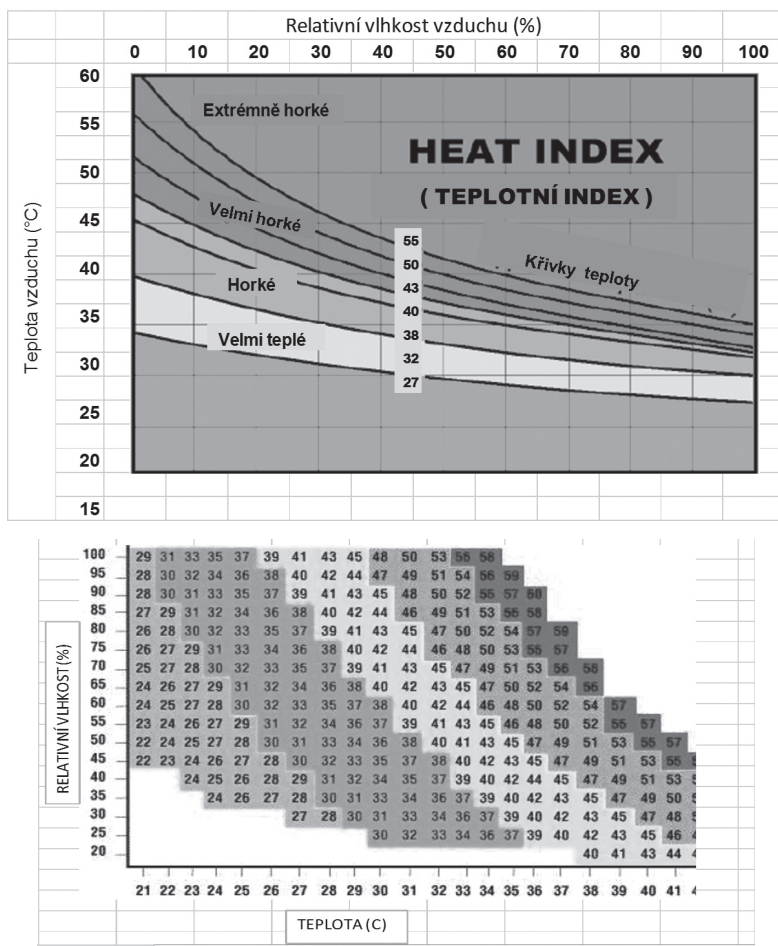 Relativní vlhkost vzduchu (%)
0 10 20 30 40 50 60 70 80 90 100
Teplota vzduchu (°C)
60
55
50
45
40
35
30
25
20
15
Extrémně horké
HEAT INDEX
( TEPLOTNÍ INDEX )
Velmi horké
Křivky teploty
Horké
Velmi teplé
55
50
43
40
38
32
27
RELATIVNÍ VLHKOST (%)
100 29 31 33 35 37 39 41 43 45 48 50 53 55 58
95 28 30 32 34 36 38 40 42 44 47 49 51 54 56 59
90 28 30 31 33 35 37 39 41 43 45 48 50 52 55 57 60
85 27 29 31 32 34 36 38 40 42 44 46 49 51 53 56 58
80 26 28 30 32 33 35 37 39 41 43 45 47 50 52 54 57 59
75 26 27 29 31 33 34 36 38 40 42 44 46 48 50 53 55 57
70 25 27 28 30 32 33 35 37 39 41 43 45 47 49 51 53 56 58
65 24 26 27 29 31 32 34 36 38 40 42 43 45 47 50 52 54 56
60 24 25 27 28 30 32 33 35 37 38 40 42 44 46 48 50 52 54 57
55 23 24 26 27 29 31 32 34 36 37 39 41 43 45 46 48 50 52 55 57
50 22 24 25 27 28 30 31 33 34 36 38 40 41 43 45 47 49 51 53 55 57
45 22 23 24 26 27 28 30 32 33 35 37 38 40 42 43 45 47 49 51 53 55
40 24 25 26 28 29 31 32 34 35 37 39 40 42 44 45 47 49 51 53
35 24 26 27 28 30 31 33 34 36 37 39 40 42 43 45 47 49 50
30 27 28 30 31 33 34 36 37 39 40 42 43 45 47 48
30 32 33 34 36 37 39 40 42 43 45 46
20 40 41 43 44
21 22 23 24 25 26 27 28 29 30 31 32 33 34 35 36 37 38 39 40 41
TEPLOTA (C)